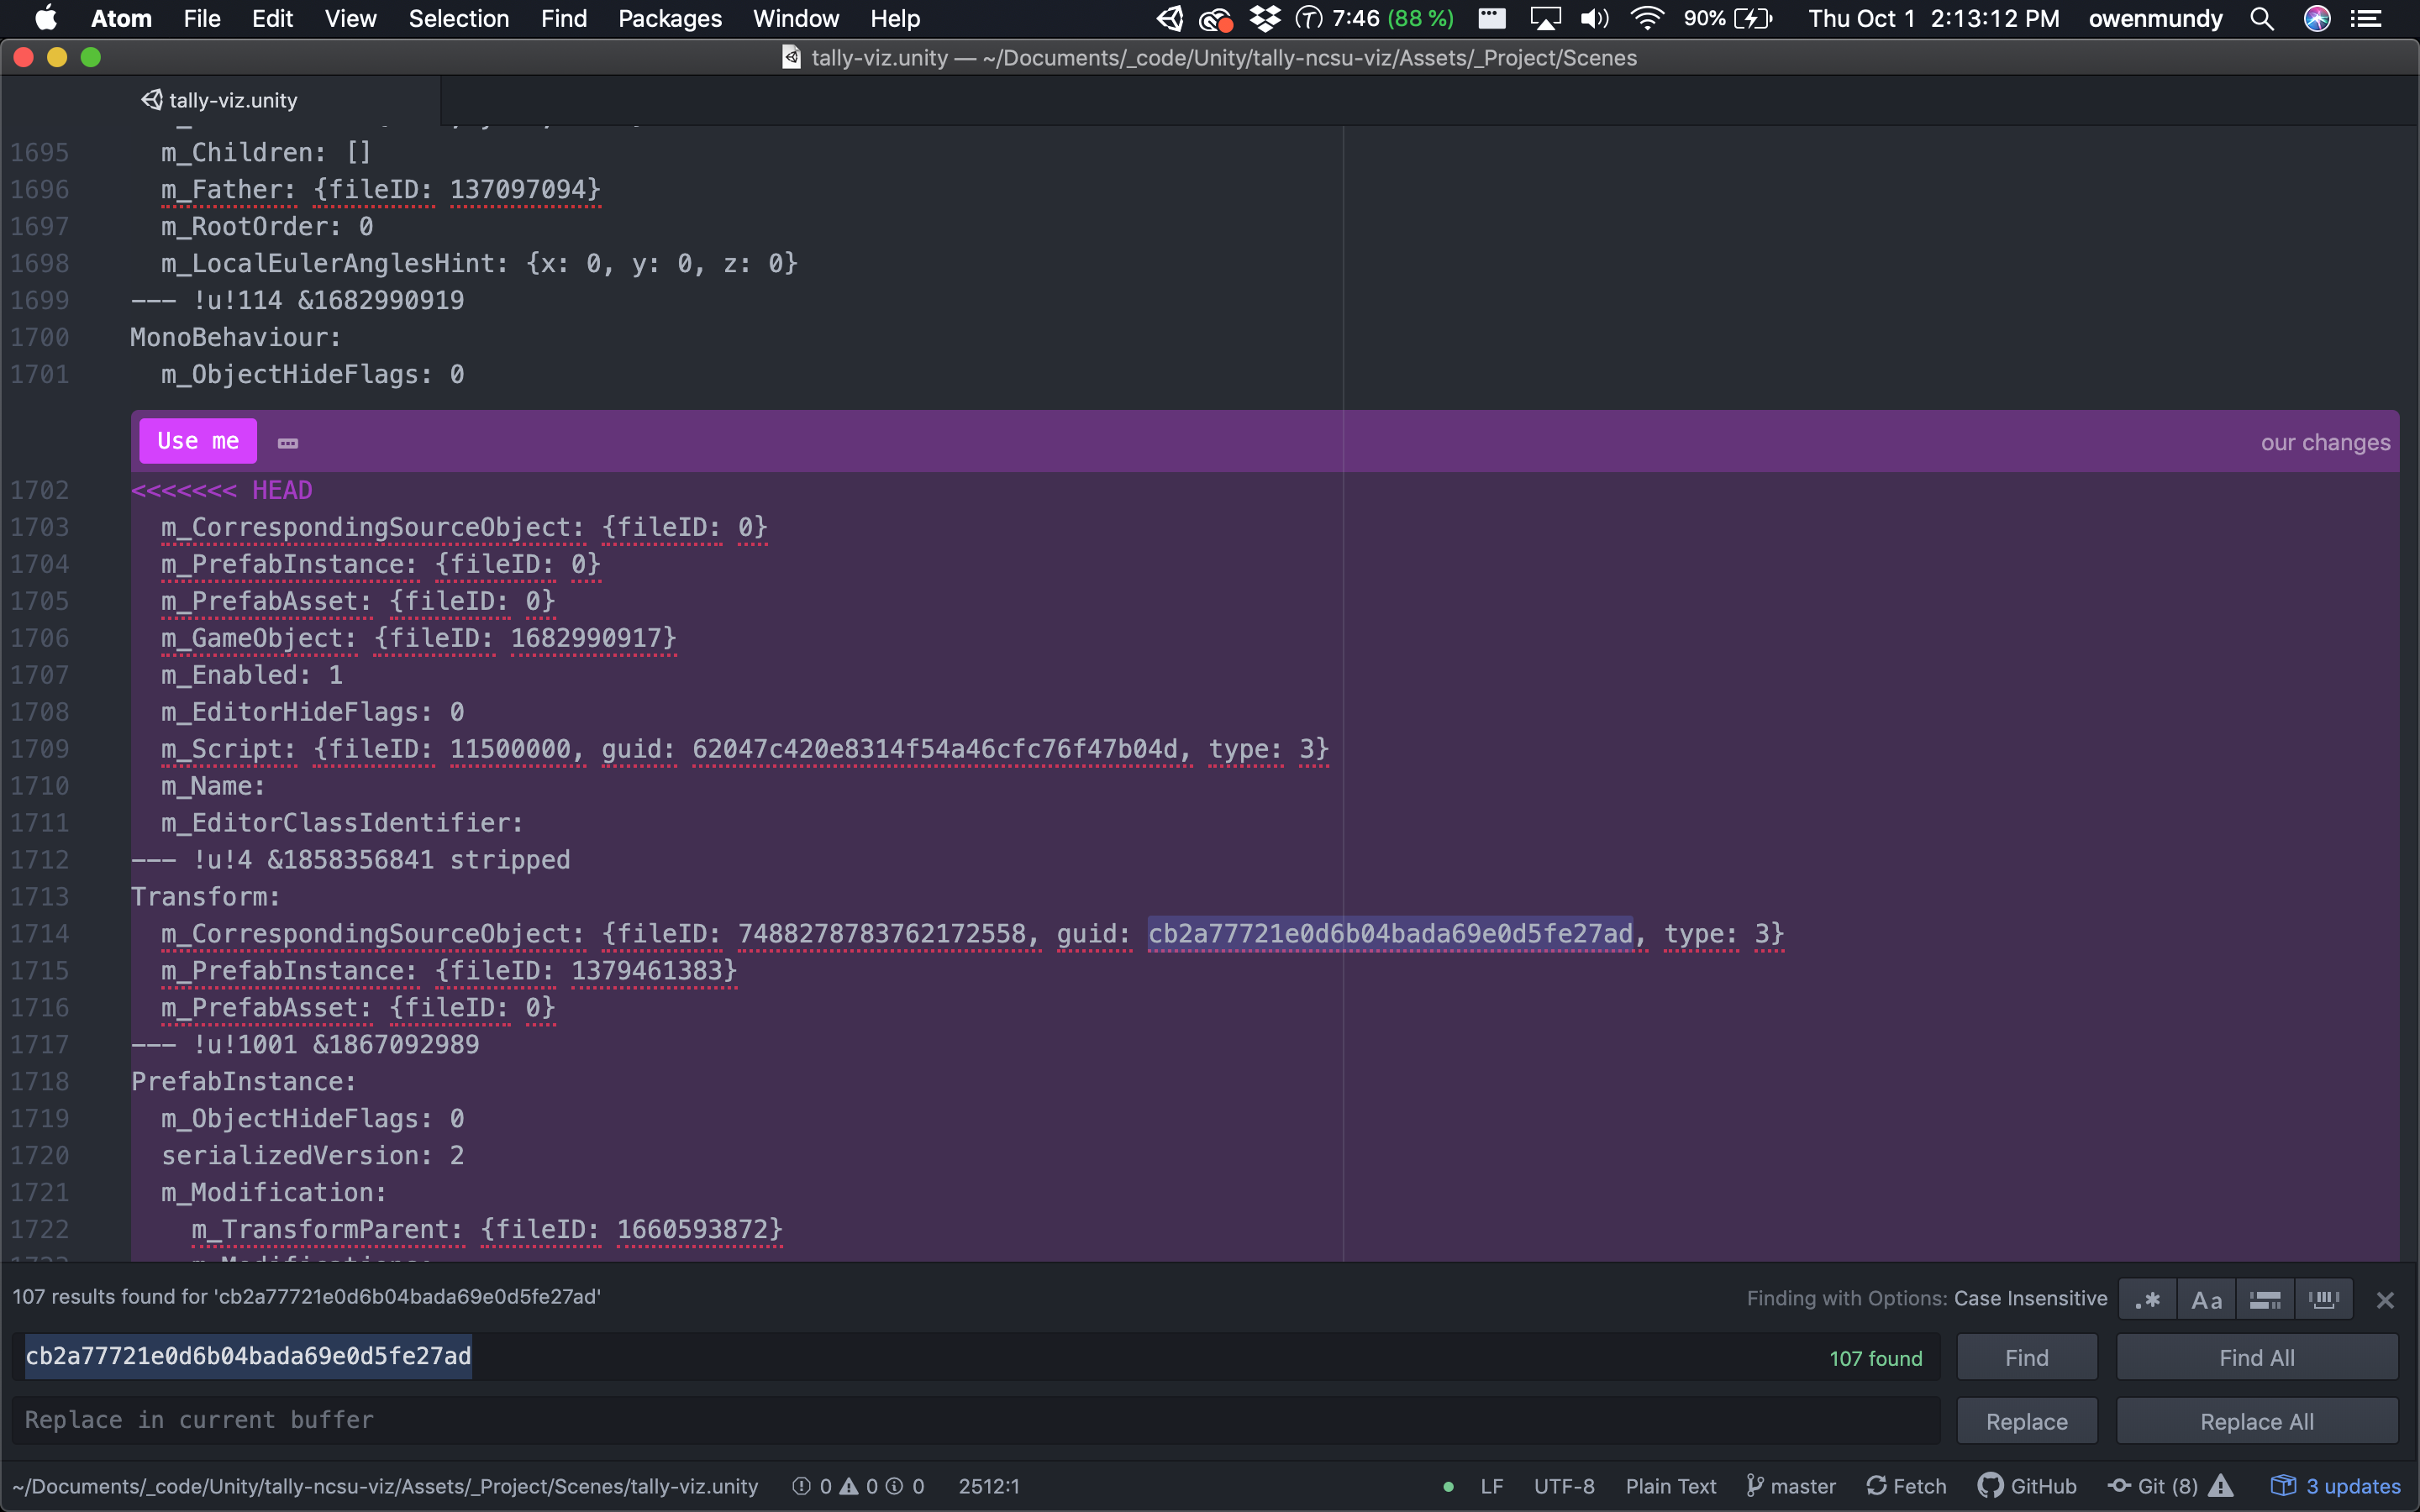 Atom File Edit View Selection Find Packages Window Help 7:46 (88 %) 90% Thu Oct 1 2:13:12 PM owenmundy
tally-viz.unity — ~/Documents/_code/Unity/tally-ncsu-viz/Assets/_Project/Scenes
tally-viz.unity
1695 m_Children: []
1696 m_Father: {fileID: 137097094}
1697 m_RootOrder: 0
1698 m_LocalEulerAnglesHint: {x: 0, y: 0, z: 0}
1699 --- !u!114 &1682990919
1700 MonoBehaviour:
1701 m_ObjectHideFlags: 0
Use me our changes
1702 <<<<<<< HEAD
1703 m_CorrespondingSourceObject: {fileID: 0}
1704 m_PrefabInstance: {fileID: 0}
1705 m_PrefabAsset: {fileID: 0}
1706 m_GameObject: {fileID: 1682990917}
1707 m_Enabled: 1
1708 m_EditorHideFlags: 0
1709 m_Script: {fileID: 11500000, guid: 62047c420e8314f54a46cfc76f47b04d, type: 3}
1710 m_Name:
1711 m_EditorClassIdentifier:
1712 --- !u!4 &1858356841 stripped
1713 Transform:
1714 m_CorrespondingSourceObject: {fileID: 7488278783762172558, guid: cb2a77721e0d6b04bada69e0d5fe27ad, type: 3}
1715 m_PrefabInstance: {fileID: 1379461383}
1716 m_PrefabAsset: {fileID: 0}
1717 --- !u!1001 &1867092989
1718 PrefabInstance:
1719 m_ObjectHideFlags: 0
1720 serializedVersion: 2
1721 m_Modification:
1722 m_TransformParent: {fileID: 1660593872}
107 results found for 'cb2a77721e0d6b04bada69e0d5fe27ad' Finding with Options: Case Insensitive .* Aa
cb2a77721e0d6b04bada69e0d5fe27ad 107 found Find Find All
Replace in current buffer Replace Replace All
~/Documents/_code/Unity/tally-ncsu-viz/Assets/_Project/Scenes/tally-viz.unity 0 0 0 2512:1 LF UTF-8 Plain Text master Fetch GitHub Git (8) 3 updates